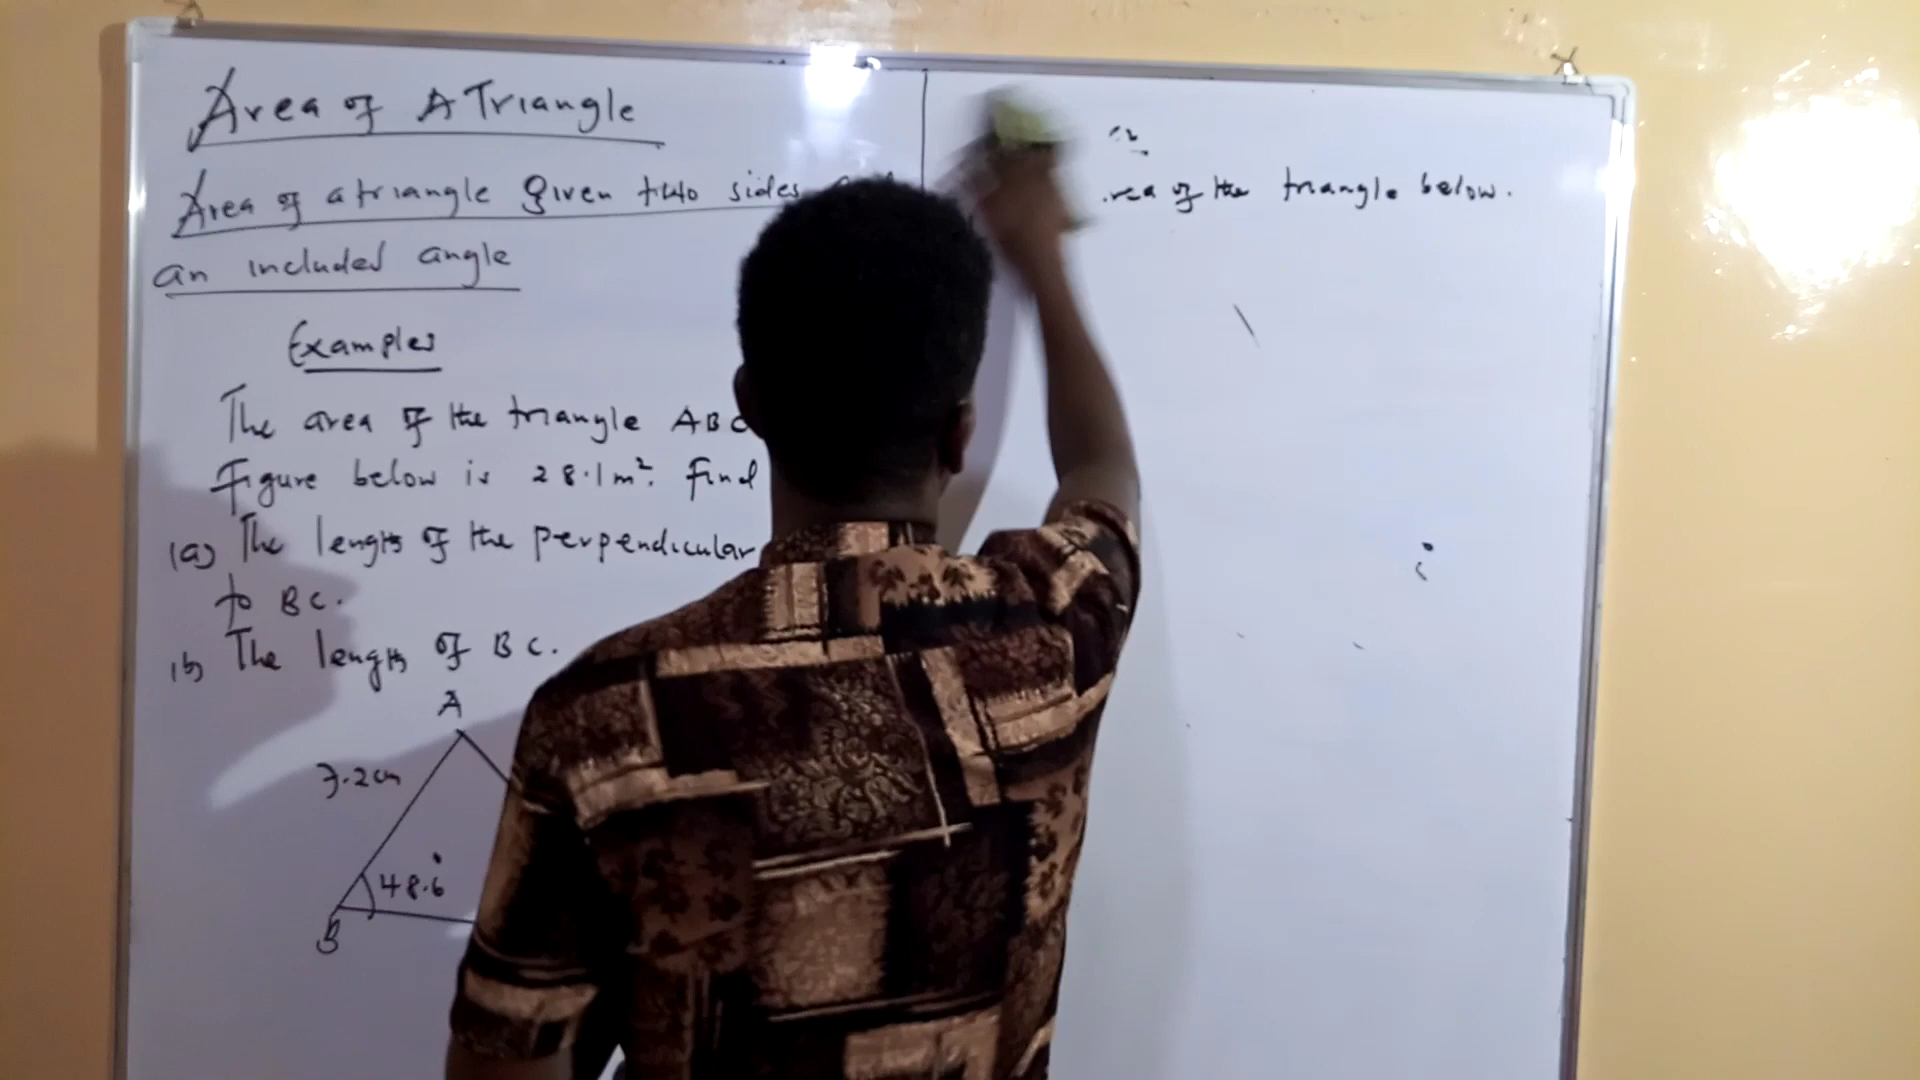 Area of A Triangle
Area of a triangle Given two sides
an included angle
Examples
The area of the triangle ABC
Figure below is 28.1m². Find
(a) The length of the perpendicular
to BC.
(b) The length of BC.
A
7.2cm
48.6°
B
of the triangle below.